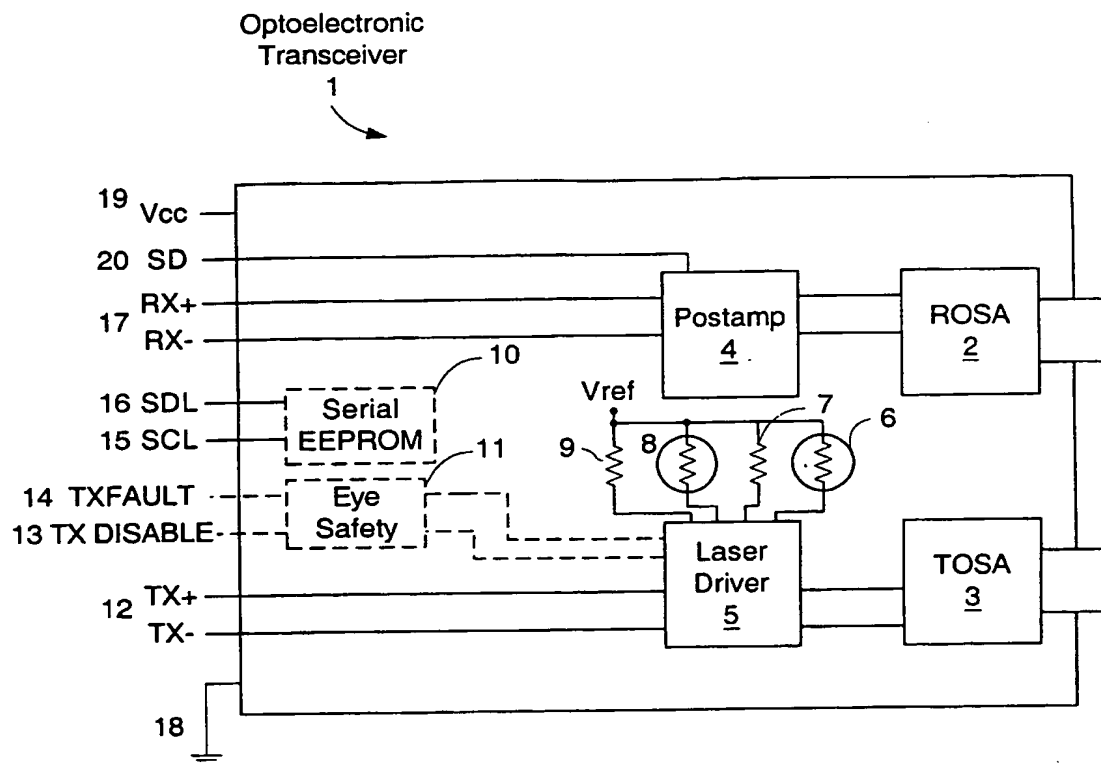 Optoelectronic
Transceiver
1
19 Vcc
20 SD
RX+
17
RX-
Postamp
4
ROSA
2
10
16 SDL
15 SCL
Serial
EEPROM
Vref
7
6
9
8
11
14 TXFAULT
13 TX DISABLE
Eye
Safety
Laser
Driver
5
TOSA
3
12 TX+
TX-
18